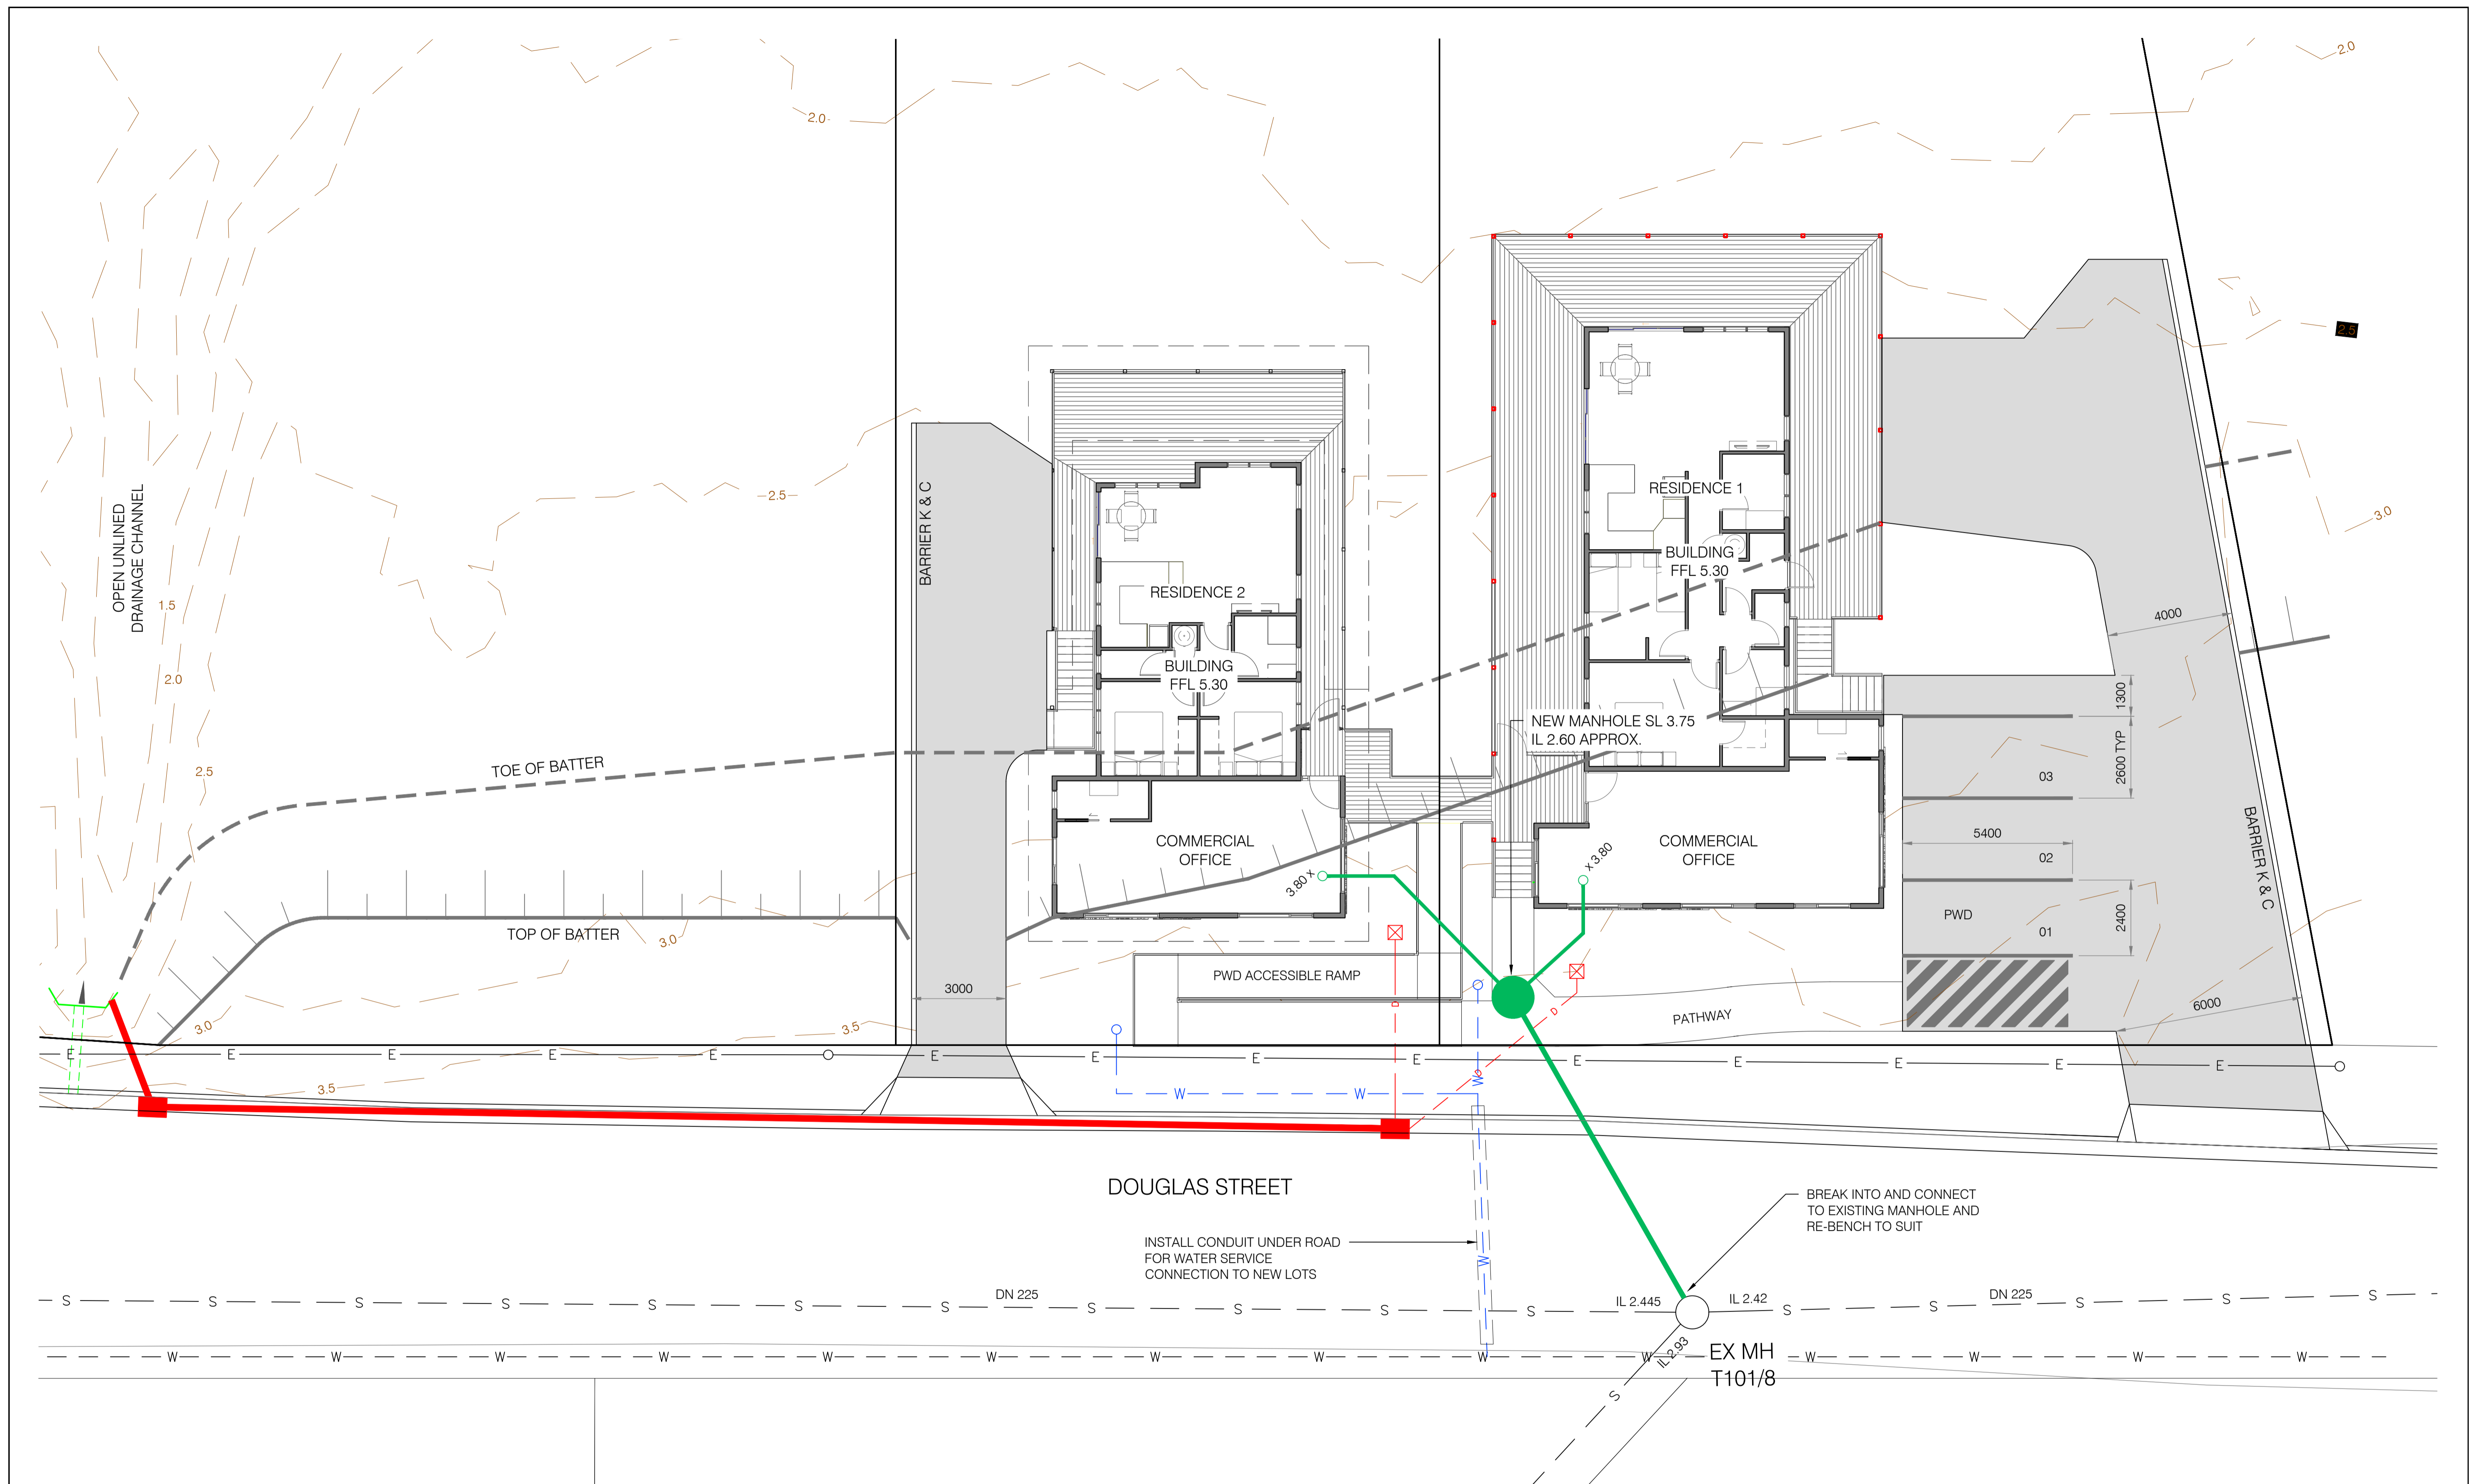 2.0
2.0
2.5
3.0
OPEN UNLINED
DRAINAGE CHANNEL
1.5
2.0
2.5
2.5
BARRIER K & C
RESIDENCE 2
BUILDING
FFL 5.30
RESIDENCE 1
BUILDING
FFL 5.30
4000
1300
2600 TYP
03
5400
02
PWD
01
2400
6000
BARRIER K & C
NEW MANHOLE SL 3.75
IL 2.60 APPROX.
TOE OF BATTER
TOP OF BATTER
3.0
COMMERCIAL
OFFICE
3.80 x
x 3.80
COMMERCIAL
OFFICE
PWD ACCESSIBLE RAMP
3000
PATHWAY
D
D
D
3.0
3.5
3.5
E E E E E E E E E E E E E E
W W W
DOUGLAS STREET
INSTALL CONDUIT UNDER ROAD
FOR WATER SERVICE
CONNECTION TO NEW LOTS
W
BREAK INTO AND CONNECT
TO EXISTING MANHOLE AND
RE-BENCH TO SUIT
DN 225
IL 2.445
IL 2.42
DN 225
S S S S S S S S S S S S S S S S
IL 2.93
S
W W W W W W W W W W W W W W
EX MH
T101/8